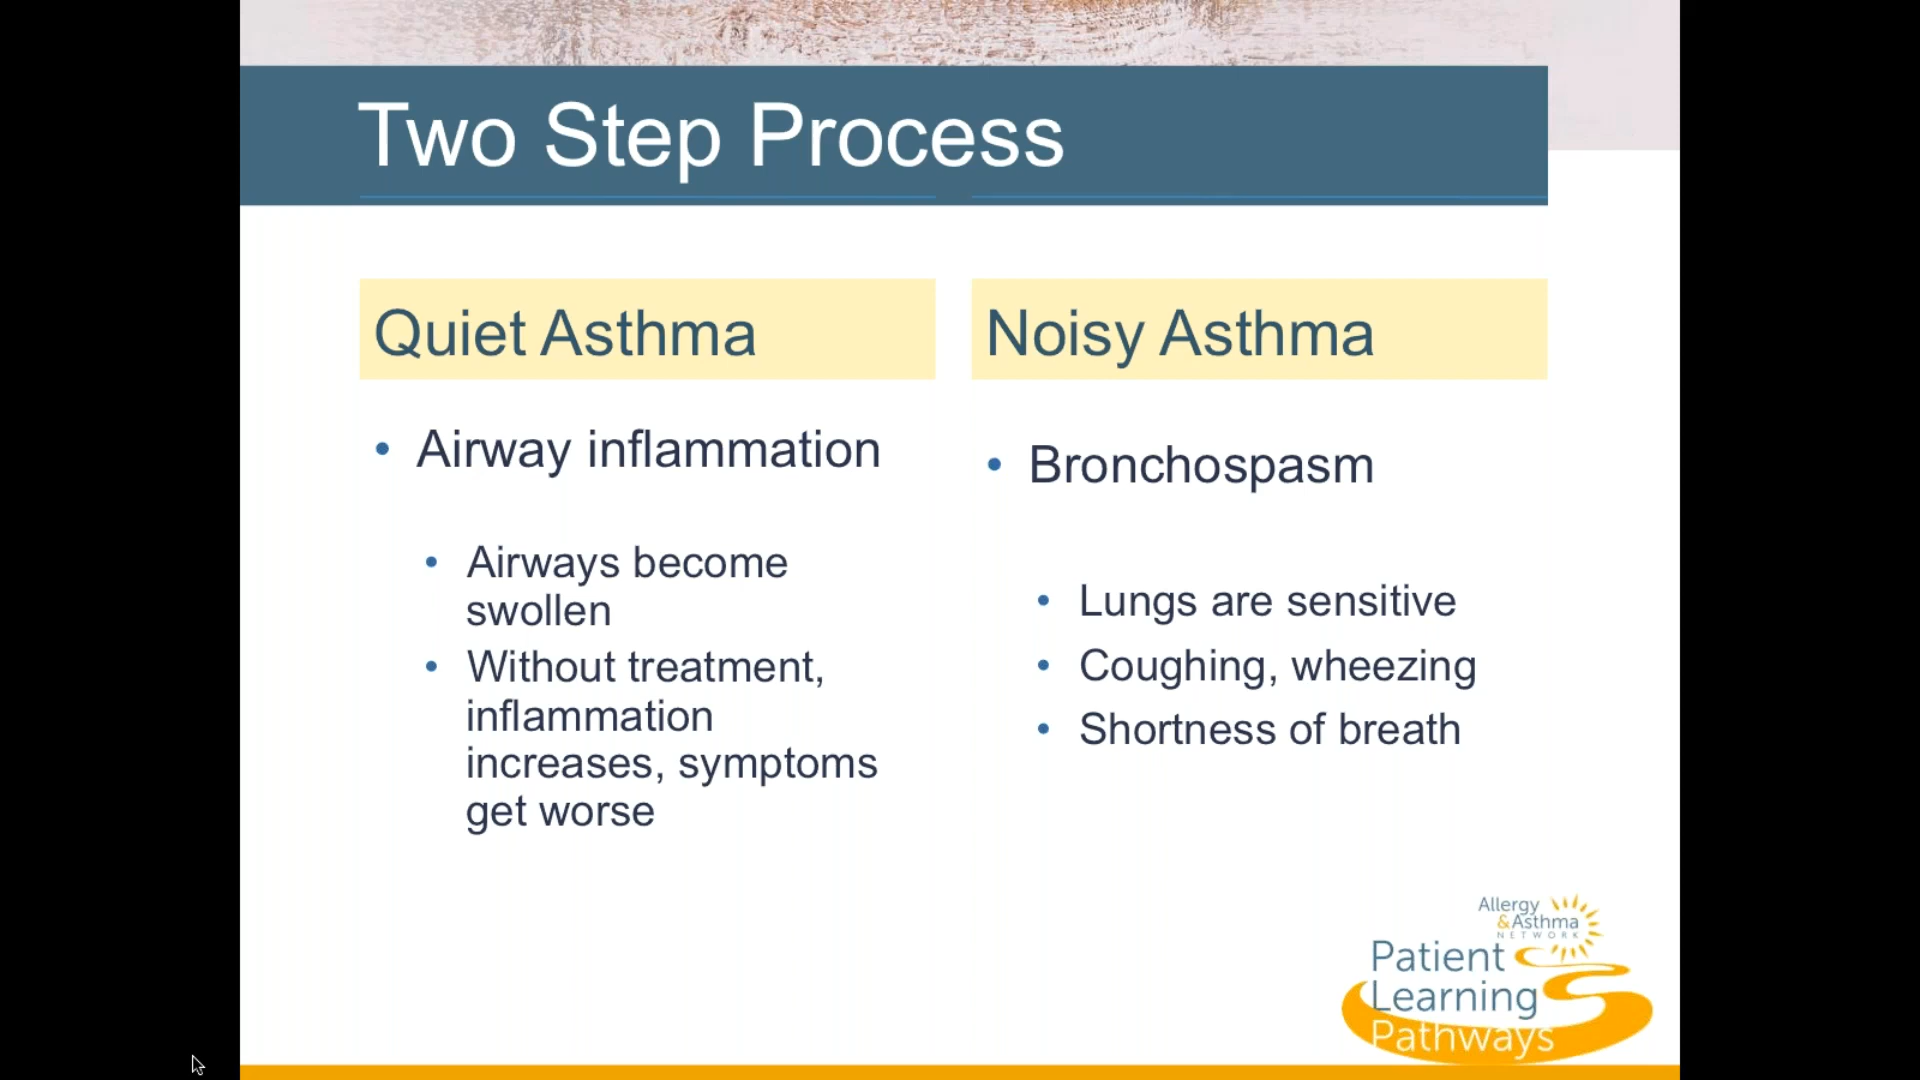 Two Step Process
Quiet Asthma
• Airway inflammation
• Airways become
swollen
• Without treatment,
inflammation
increases, symptoms
get worse
Noisy Asthma
• Bronchospasm
• Lungs are sensitive
• Coughing, wheezing
• Shortness of breath
Allergy
&Asthma
NETWORK
Patient
Learning
Pathways